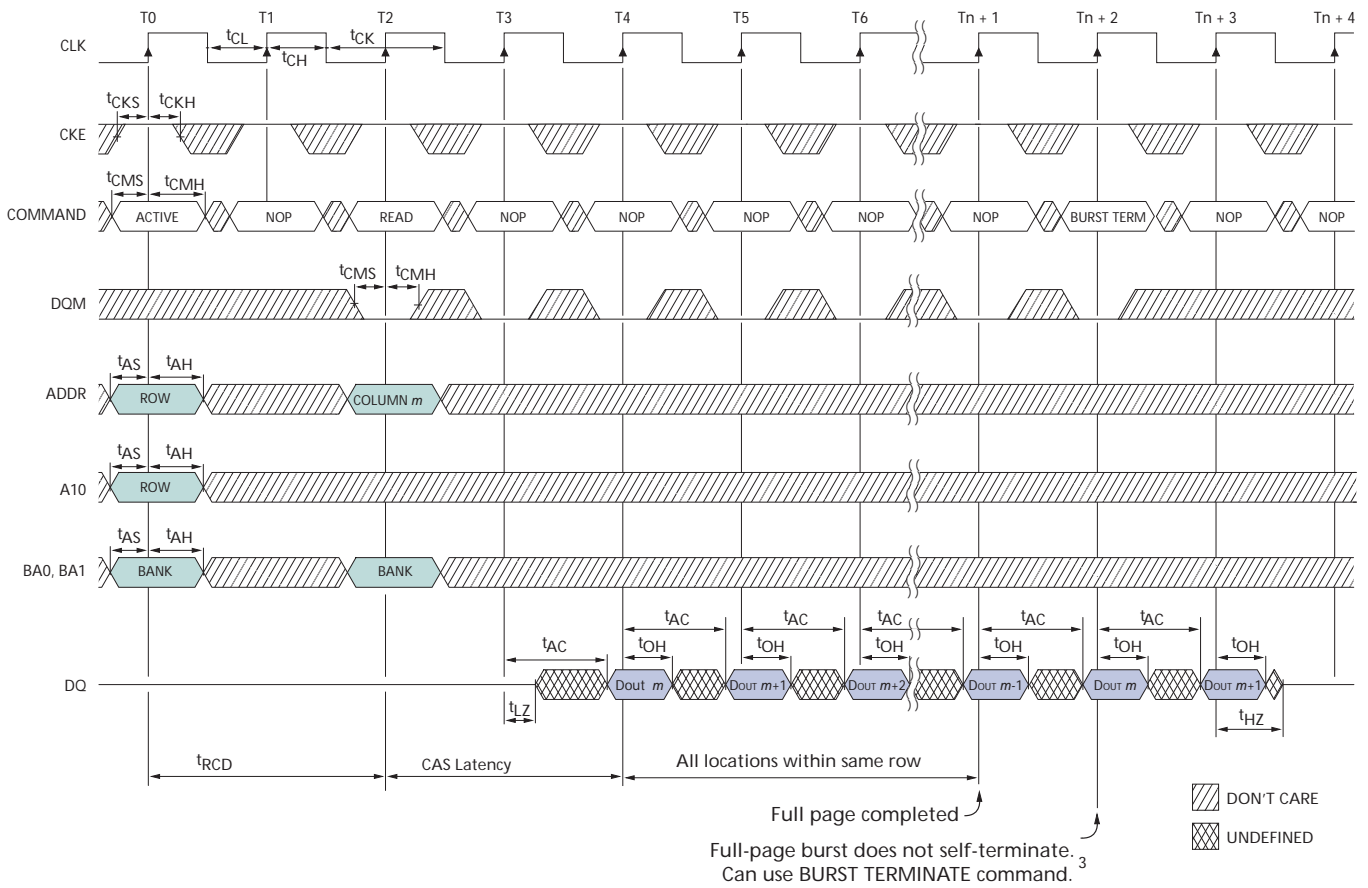 T0 T1 T2 T3 T4 T5 T6 Tn + 1 Tn + 2 Tn + 3 Tn + 4
CLK
tCL tCK
tCH
tCKS tCKH
CKE
tCMS tCMH
COMMAND ACTIVE NOP READ NOP NOP NOP NOP NOP BURST TERM NOP NOP
tCMS tCMH
DQM
tAS tAH
ADDR ROW COLUMN m
tAS tAH
A10 ROW
tAS tAH
BA0, BA1 BANK BANK
tAC tAC tAC tAC tAC
tAC tOH tOH tOH tOH tOH tOH
DQ DOUT m DOUT m+1 DOUT m+2 DOUT m-1 DOUT m DOUT m+1
tLZ tHZ
tRCD CAS Latency All locations within same row
Full page completed
DON'T CARE
UNDEFINED
Full-page burst does not self-terminate.
Can use BURST TERMINATE command. 3